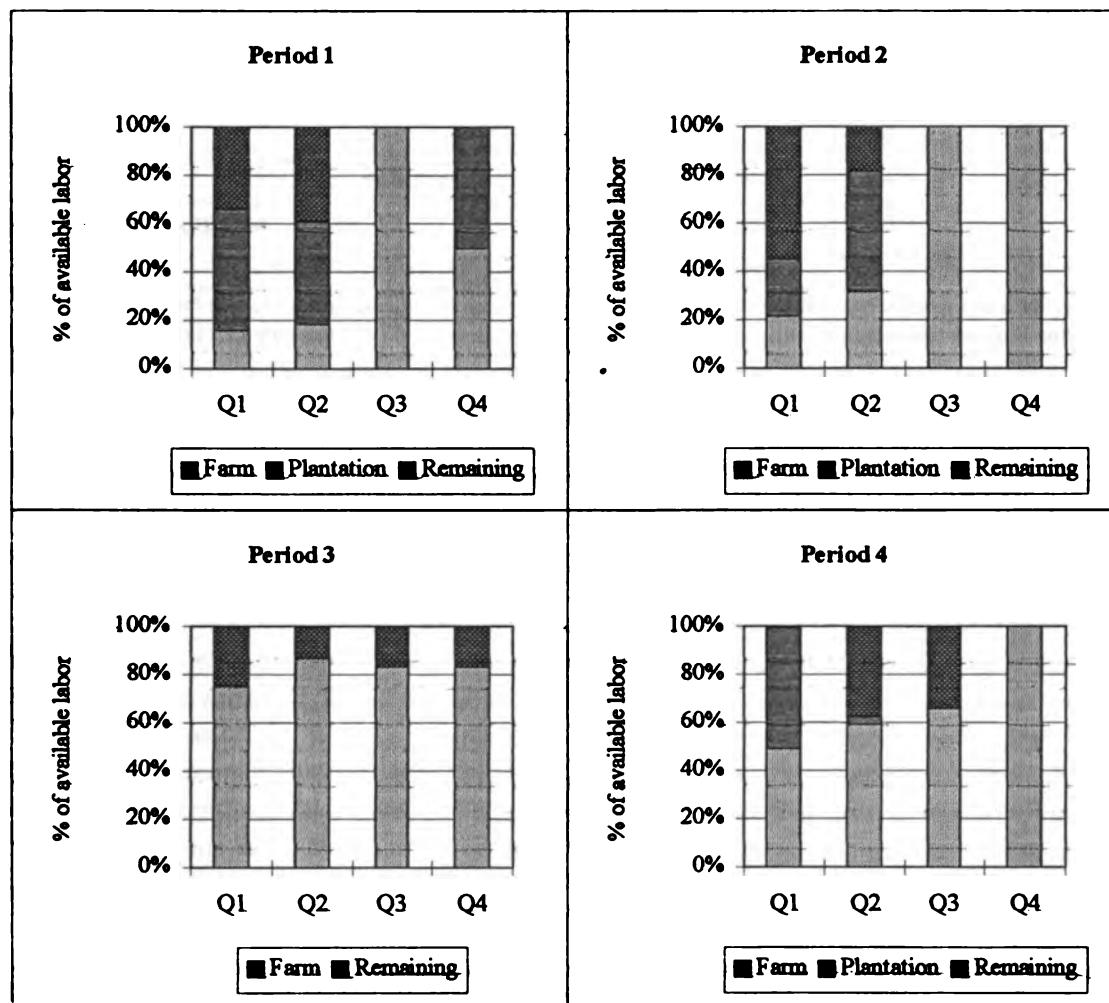 Period 1
% of available labor
100%
80%
60%
40%
20%
0%
Q1 Q2 Q3 Q4
Farm Plantation Remaining
Period 2
% of available labor
100%
80%
60%
40%
20%
0%
Q1 Q2 Q3 Q4
Farm Plantation Remaining
Period 3
% of available labor
100%
80%
60%
40%
20%
0%
Q1 Q2 Q3 Q4
Farm Remaining
Period 4
% of available labor
100%
80%
60%
40%
20%
0%
Q1 Q2 Q3 Q4
Farm Plantation Remaining